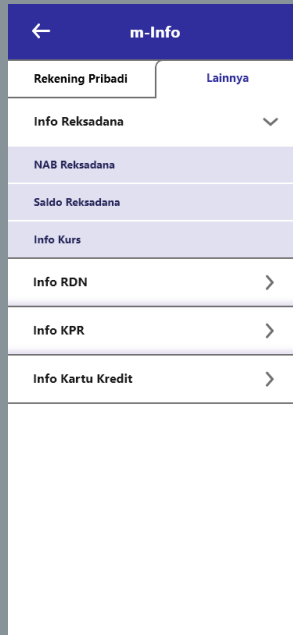 m-Info
Rekening Pribadi
Lainnya
Info Reksadana
NAB Reksadana
Saldo Reksadana
Info Kurs
Info RDN
Info KPR
Info Kartu Kredit